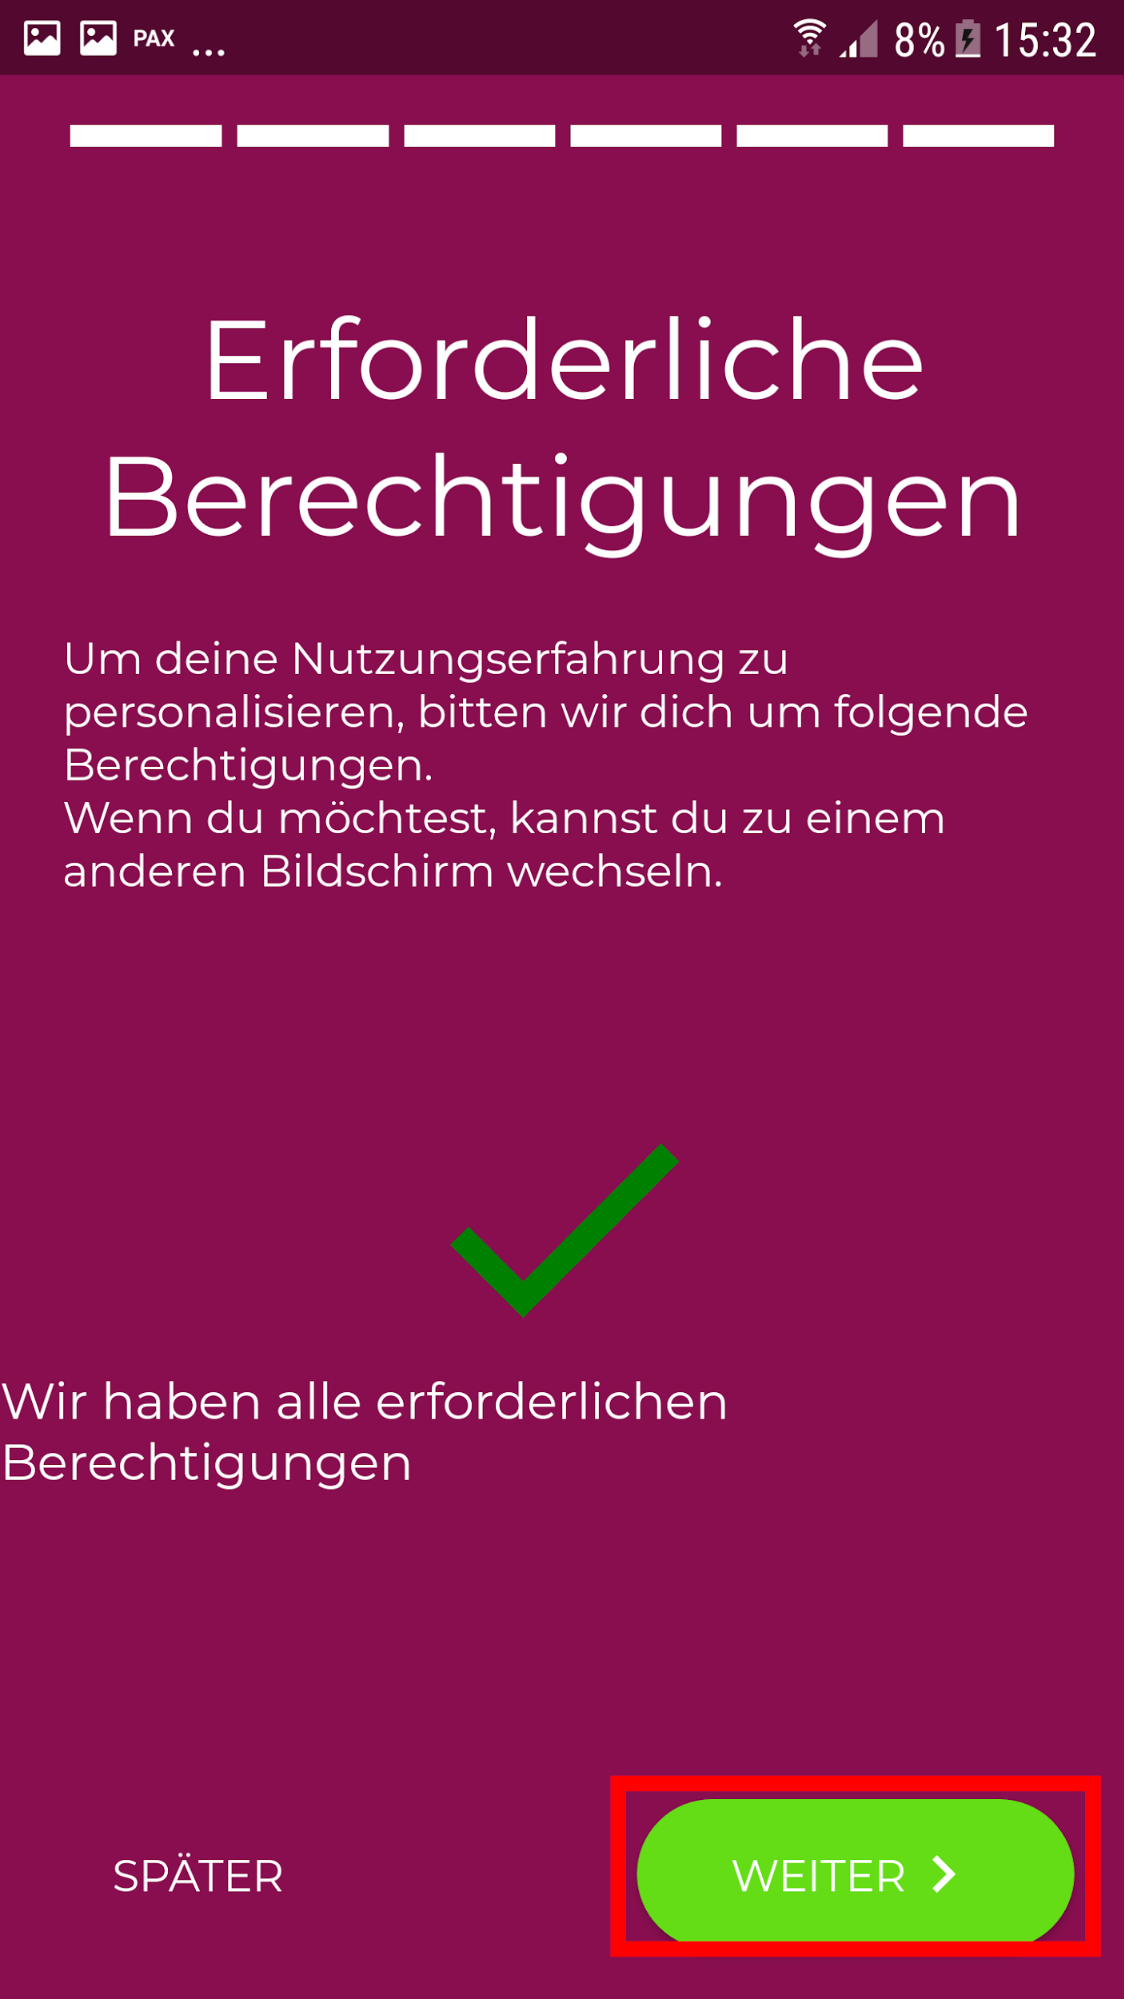 PAX ... 8% 15:32
Erforderliche
Berechtigungen
Um deine Nutzungserfahrung zu
personalisieren, bitten wir dich um folgende
Berechtigungen.
Wenn du möchtest, kannst du zu einem
anderen Bildschirm wechseln.
Wir haben alle erforderlichen
Berechtigungen
SPÄTER WEITER